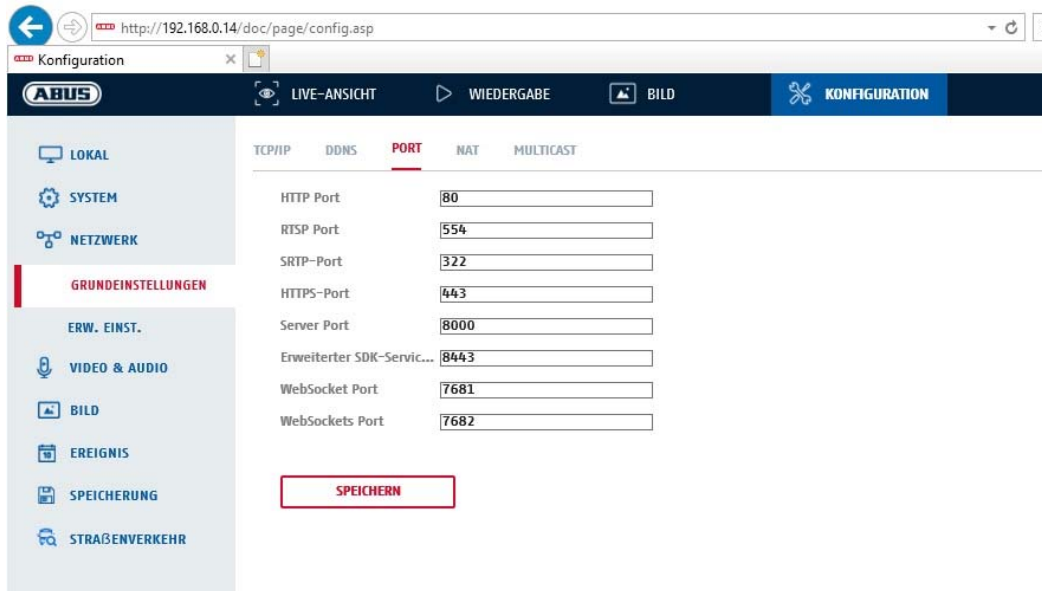 http://192.168.0.14/doc/page/config.asp
Konfiguration
ABUS
LIVE-ANSICHT
WIEDERGABE
BILD
KONFIGURATION
LOKAL
SYSTEM
NETZWERK
GRUNDEINSTELLUNGEN
ERW. EINST.
VIDEO & AUDIO
BILD
EREIGNIS
SPEICHERUNG
STRAßENVERKEHR
TCP/IP DDNS PORT NAT MULTICAST
HTTP Port 80
RTSP Port 554
SRTP-Port 322
HTTPS-Port 443
Server Port 8000
Erweiterter SDK-Servic... 8443
WebSocket Port 7681
WebSockets Port 7682
SPEICHERN